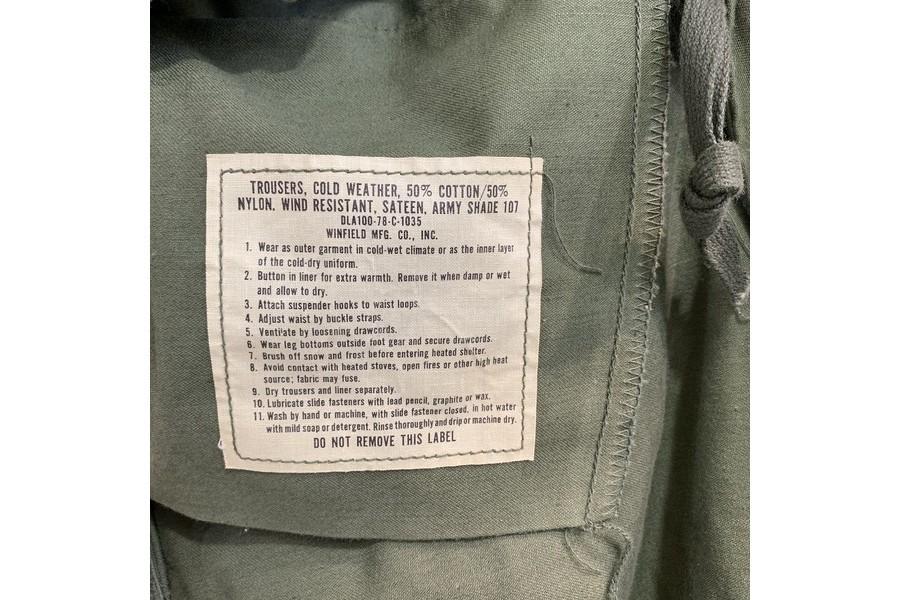 TROUSERS, COLD WEATHER, 50% COTTON/50%
NYLON. WIND RESISTANT, SATEEN, ARMY SHADE 107
DLA100-78-C-1035
WINFIELD MFG. CO., INC.
1. Wear as outer garment in cold-wet climate or as the inner layer
of the cold-dry uniform.
2. Button in liner for extra warmth. Remove it when damp or wet
and allow to dry.
3. Attach suspender hooks to waist loops.
4. Adjust waist by buckle straps.
5. Ventilate by loosening drawcords.
6. Wear leg bottoms outside foot gear and secure drawcords.
7. Brush off snow and frost before entering heated shelter.
8. Avoid contact with heated stoves, open fires or other high heat
source; fabric may fuse.
9. Dry trousers and liner separately.
10. Lubricate slide fasteners with lead pencil, graphite or wax.
11. Wash by hand or machine, with slide fastener closed, in hot water
with mild soap or detergent. Rinse thoroughly and drip or machine dry.
DO NOT REMOVE THIS LABEL